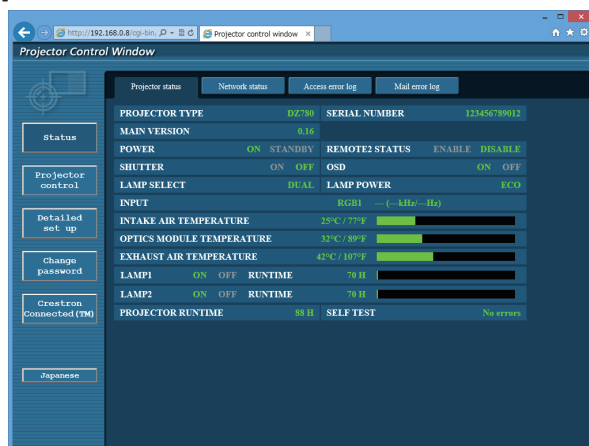 http://192.168.0.8/cgi-bin,
Projector control window
Projector Control Window
Projector status Network status Access error log Mail error log
Status
Projector control
Detailed set up
Change password
Crestron Connected(TM)
Japanese
PROJECTOR TYPE DZ780 SERIAL NUMBER 123456789012
MAIN VERSION 0.16
POWER ON STANDBY REMOTE2 STATUS ENABLE DISABLE
SHUTTER ON OFF OSD ON OFF
LAMP SELECT DUAL LAMP POWER ECO
INPUT RGB1 --- (---kHz/---Hz)
INTAKE AIR TEMPERATURE 25°C / 77°F
OPTICS MODULE TEMPERATURE 32°C / 89°F
EXHAUST AIR TEMPERATURE 42°C / 107°F
LAMP1 ON OFF RUNTIME 70 H
LAMP2 ON OFF RUNTIME 70 H
PROJECTOR RUNTIME 88 H SELF TEST No errors